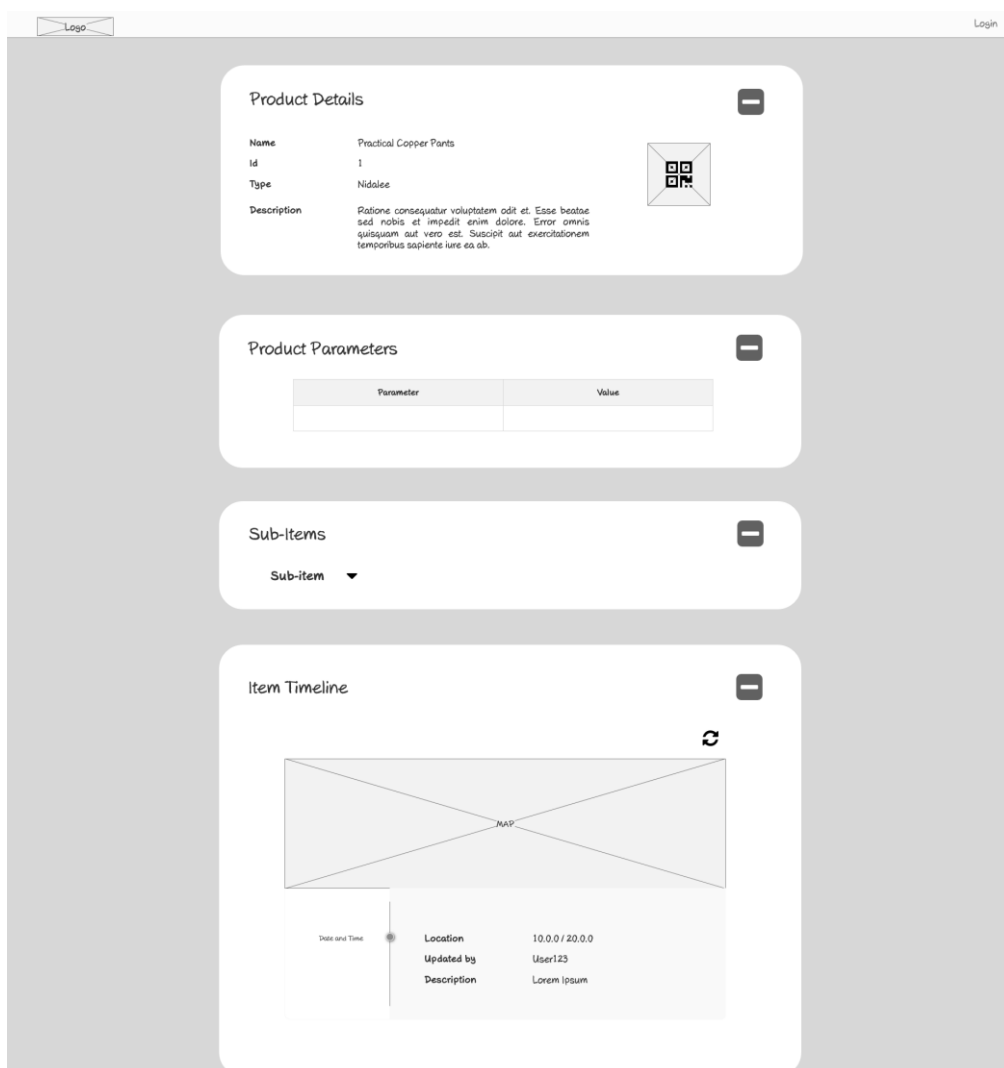 Logo
Login
Product Details
Name Practical Copper Pants
Id 1
Type Nidalee
Description Ratione consequatur voluptatem odit et. Esse beatae
sed nobis et impedit enim dolore. Error omnis
quisquam aut vero est. Suscipit aut exercitationem
temporibus sapiente iure ea ab.
Product Parameters
Parameter Value
Sub-Items
Sub-item
Item Timeline
MAP
Date and Time
Location 10.0.0 / 20.0.0
Updated by User123
Description Lorem Ipsum